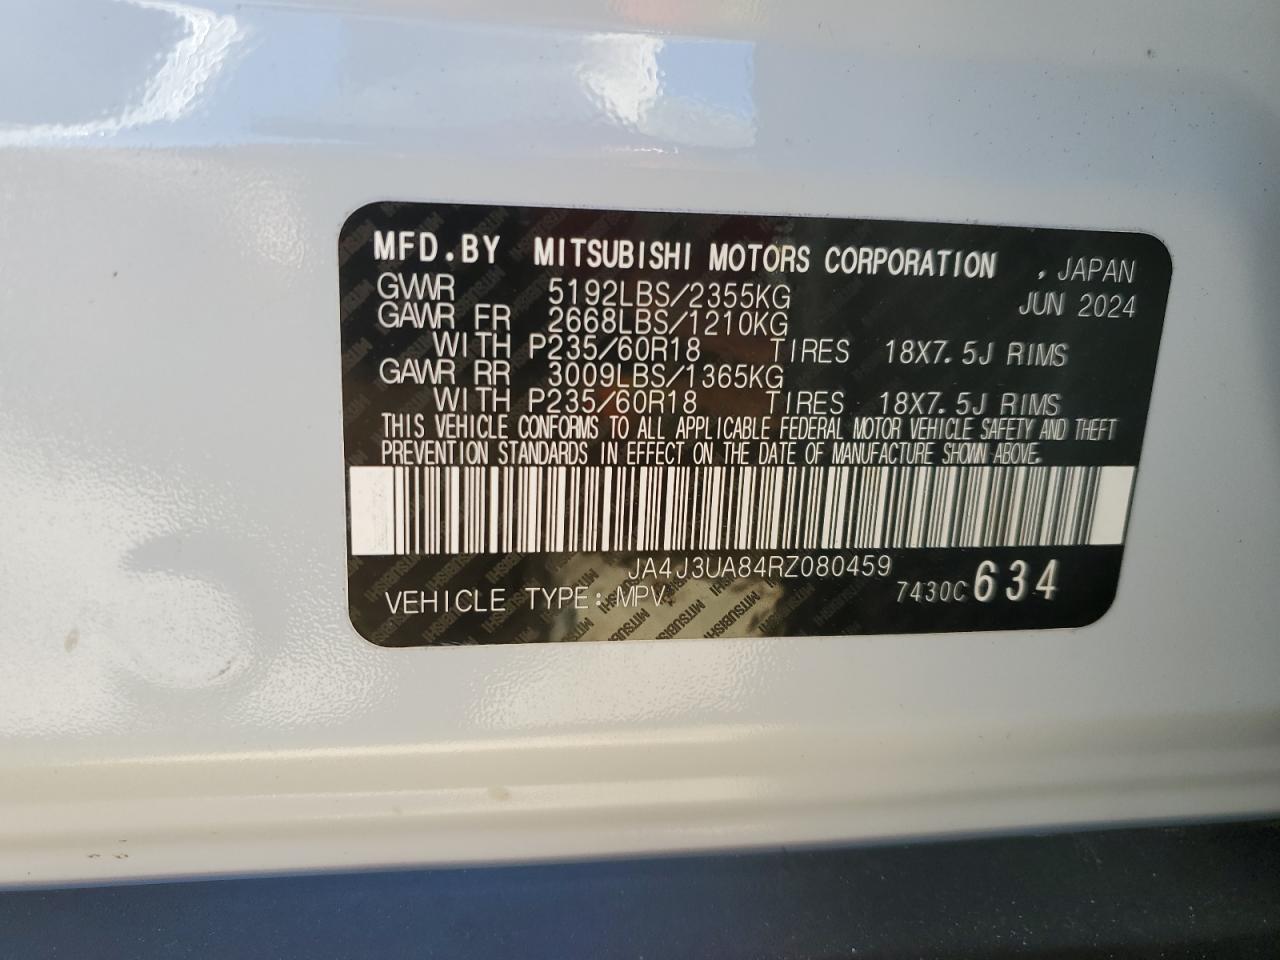 MFD.BY MITSUBISHI MOTORS CORPORATION , JAPAN
GVWR 5192LBS/2355KG JUN 2024
GAWR FR 2668LBS/1210KG
WITH P235/60R18 TIRES 18X7.5J RIMS
GAWR RR 3009LBS/1365KG
WITH P235/60R18 TIRES 18X7.5J RIMS
THIS VEHICLE CONFORMS TO ALL APPLICABLE FEDERAL MOTOR VEHICLE SAFETY AND THEFT
PREVENTION STANDARDS IN EFFECT ON THE DATE OF MANUFACTURE SHOWN ABOVE.
JA4J3UA84RZ080459
VEHICLE TYPE: MPV 7430C 634